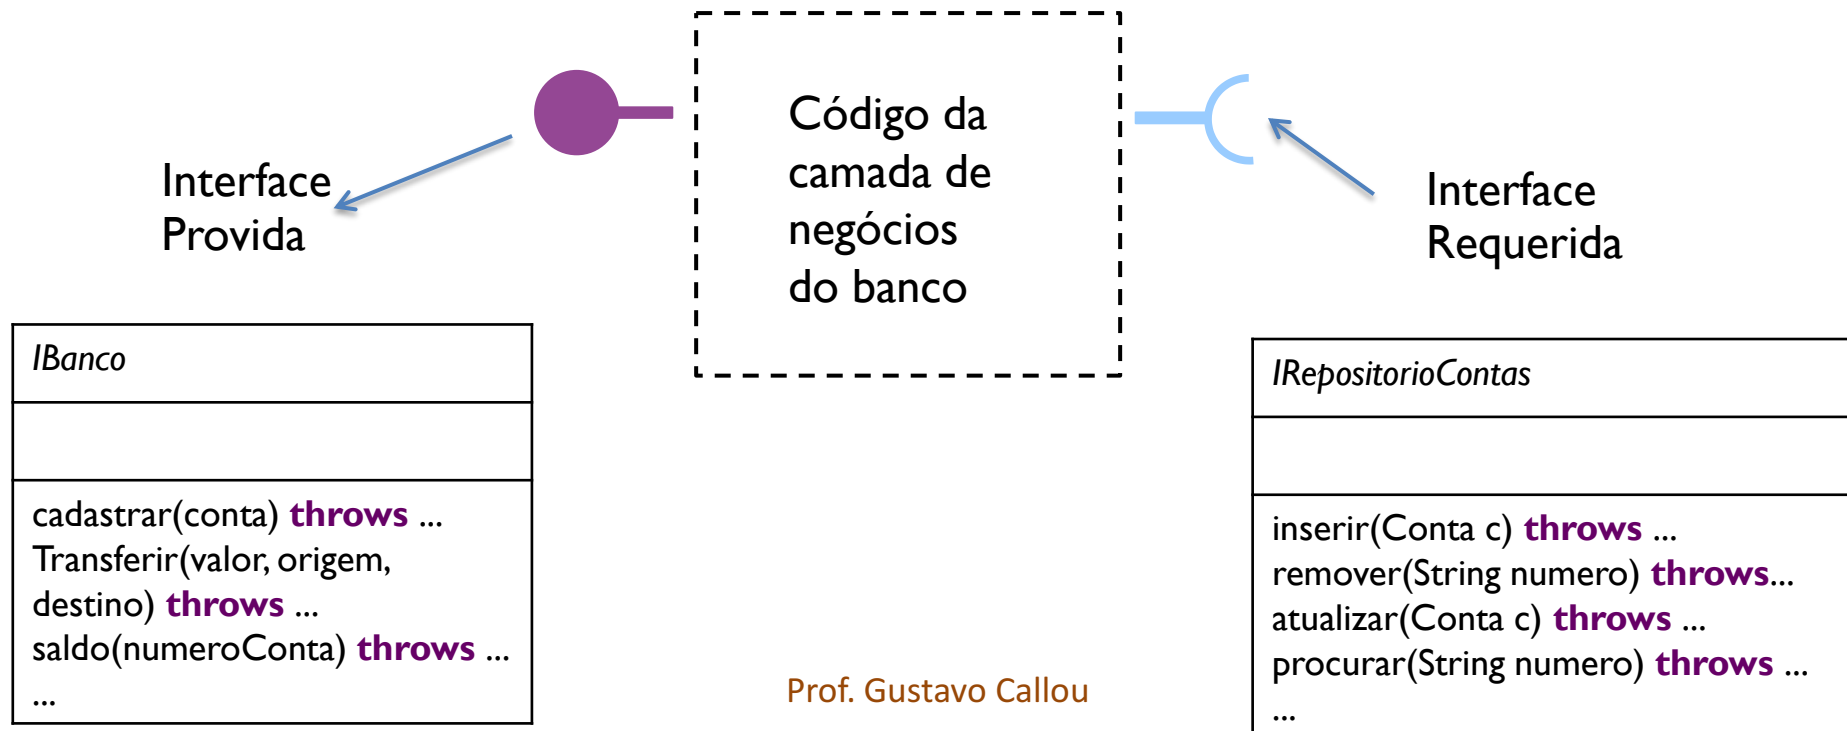 Código da
camada de
negócios
do banco
Interface
Provida
Interface
Requerida
IBanco
cadastrar(conta) throws ...
Transferir(valor, origem,
destino) throws ...
saldo(numeroConta) throws ...
...
IRepositorioContas
inserir(Conta c) throws ...
remover(String numero) throws...
atualizar(Conta c) throws ...
procurar(String numero) throws ...
...
Prof. Gustavo Callou